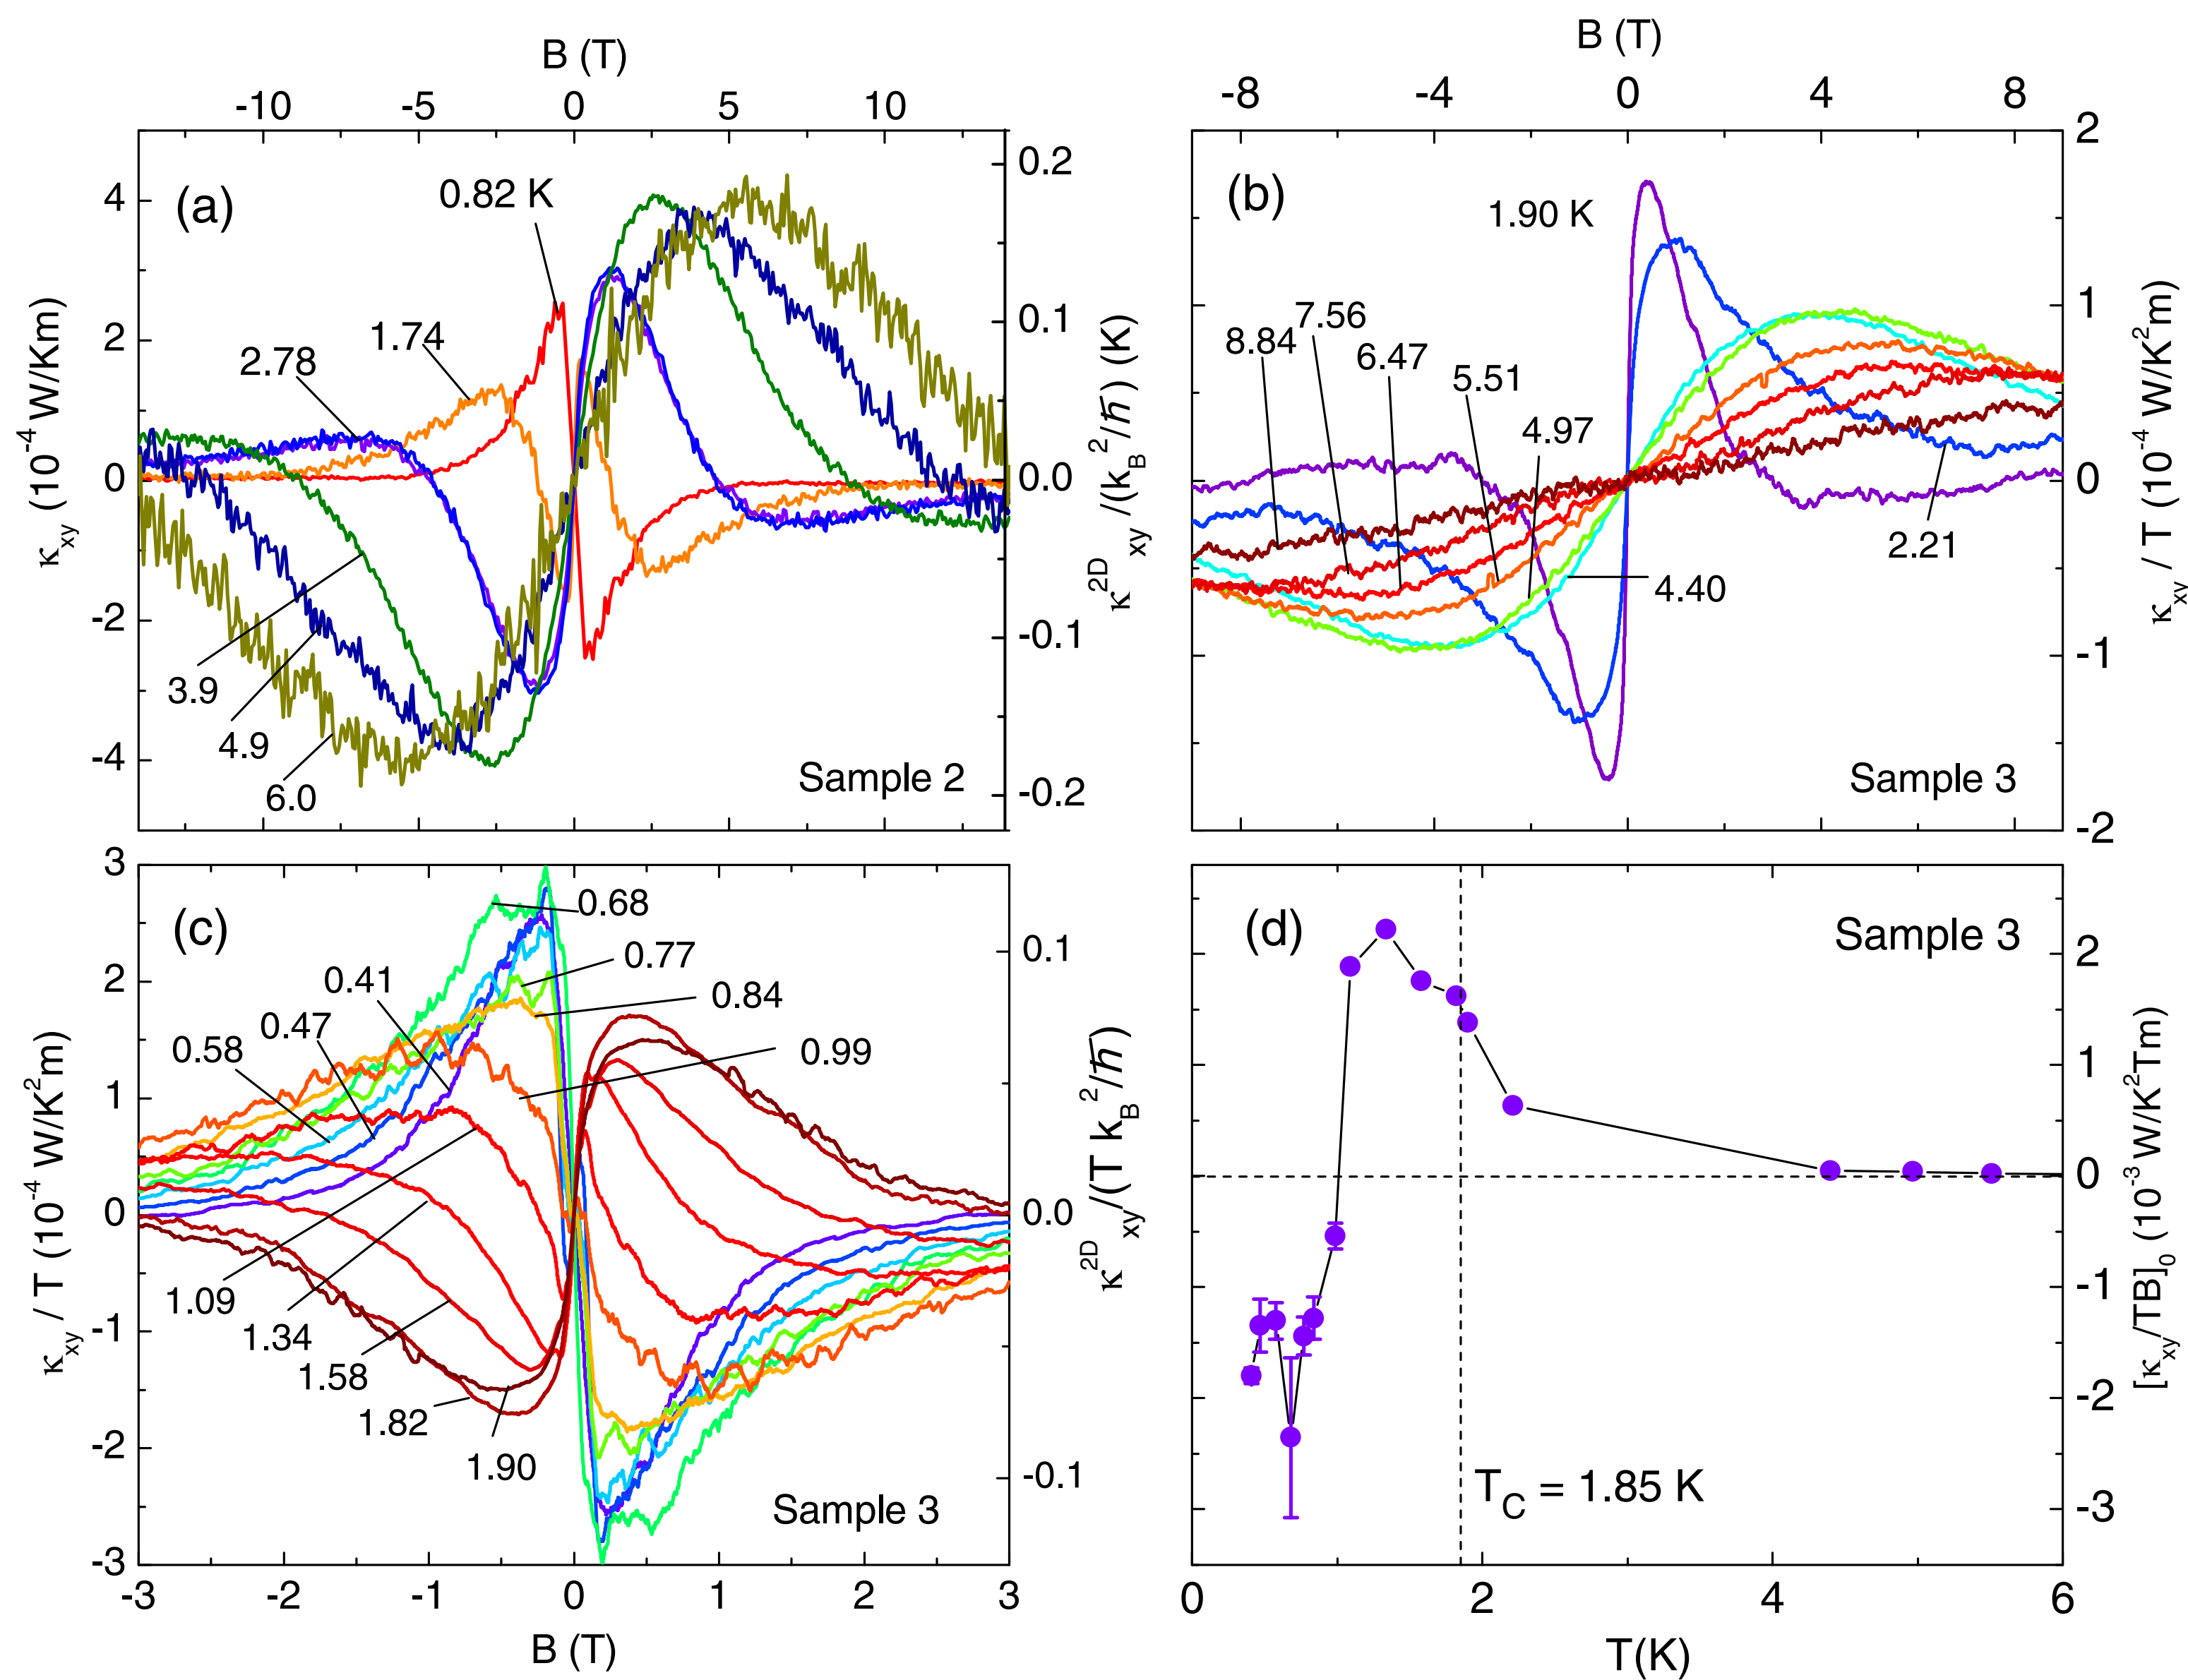 B (T)
-10 -5 0 5 10
(a)
0.82 K
1.74
2.78
3.9
4.9
6.0
Sample 2
4
2
0
-2
-4
κxy (10-4 W/Km)
0.2
0.1
0.0
-0.1
-0.2
κ2Dxy/(kB2/ℏ) (K)
B (T)
-8 -4 0 4 8
(b)
1.90 K
7.56
8.84
6.47
5.51
4.97
4.40
2.21
Sample 3
2
1
0
-1
-2
κxy / T (10-4 W/K2m)
(c)
0.68
0.77
0.41
0.84
0.47
0.58
0.99
1.09
1.34
1.58
1.82
1.90
Sample 3
3
2
1
0
-1
-2
-3
κxy / T (10-4 W/K2m)
0.1
0.0
-0.1
κ2Dxy/(T kB2/ℏ)
-3 -2 -1 0 1 2 3
B (T)
(d)
Sample 3
TC = 1.85 K
2
1
0
-1
-2
-3
[κxy/TB]0 (10-3 W/K2Tm)
0 2 4 6
T(K)